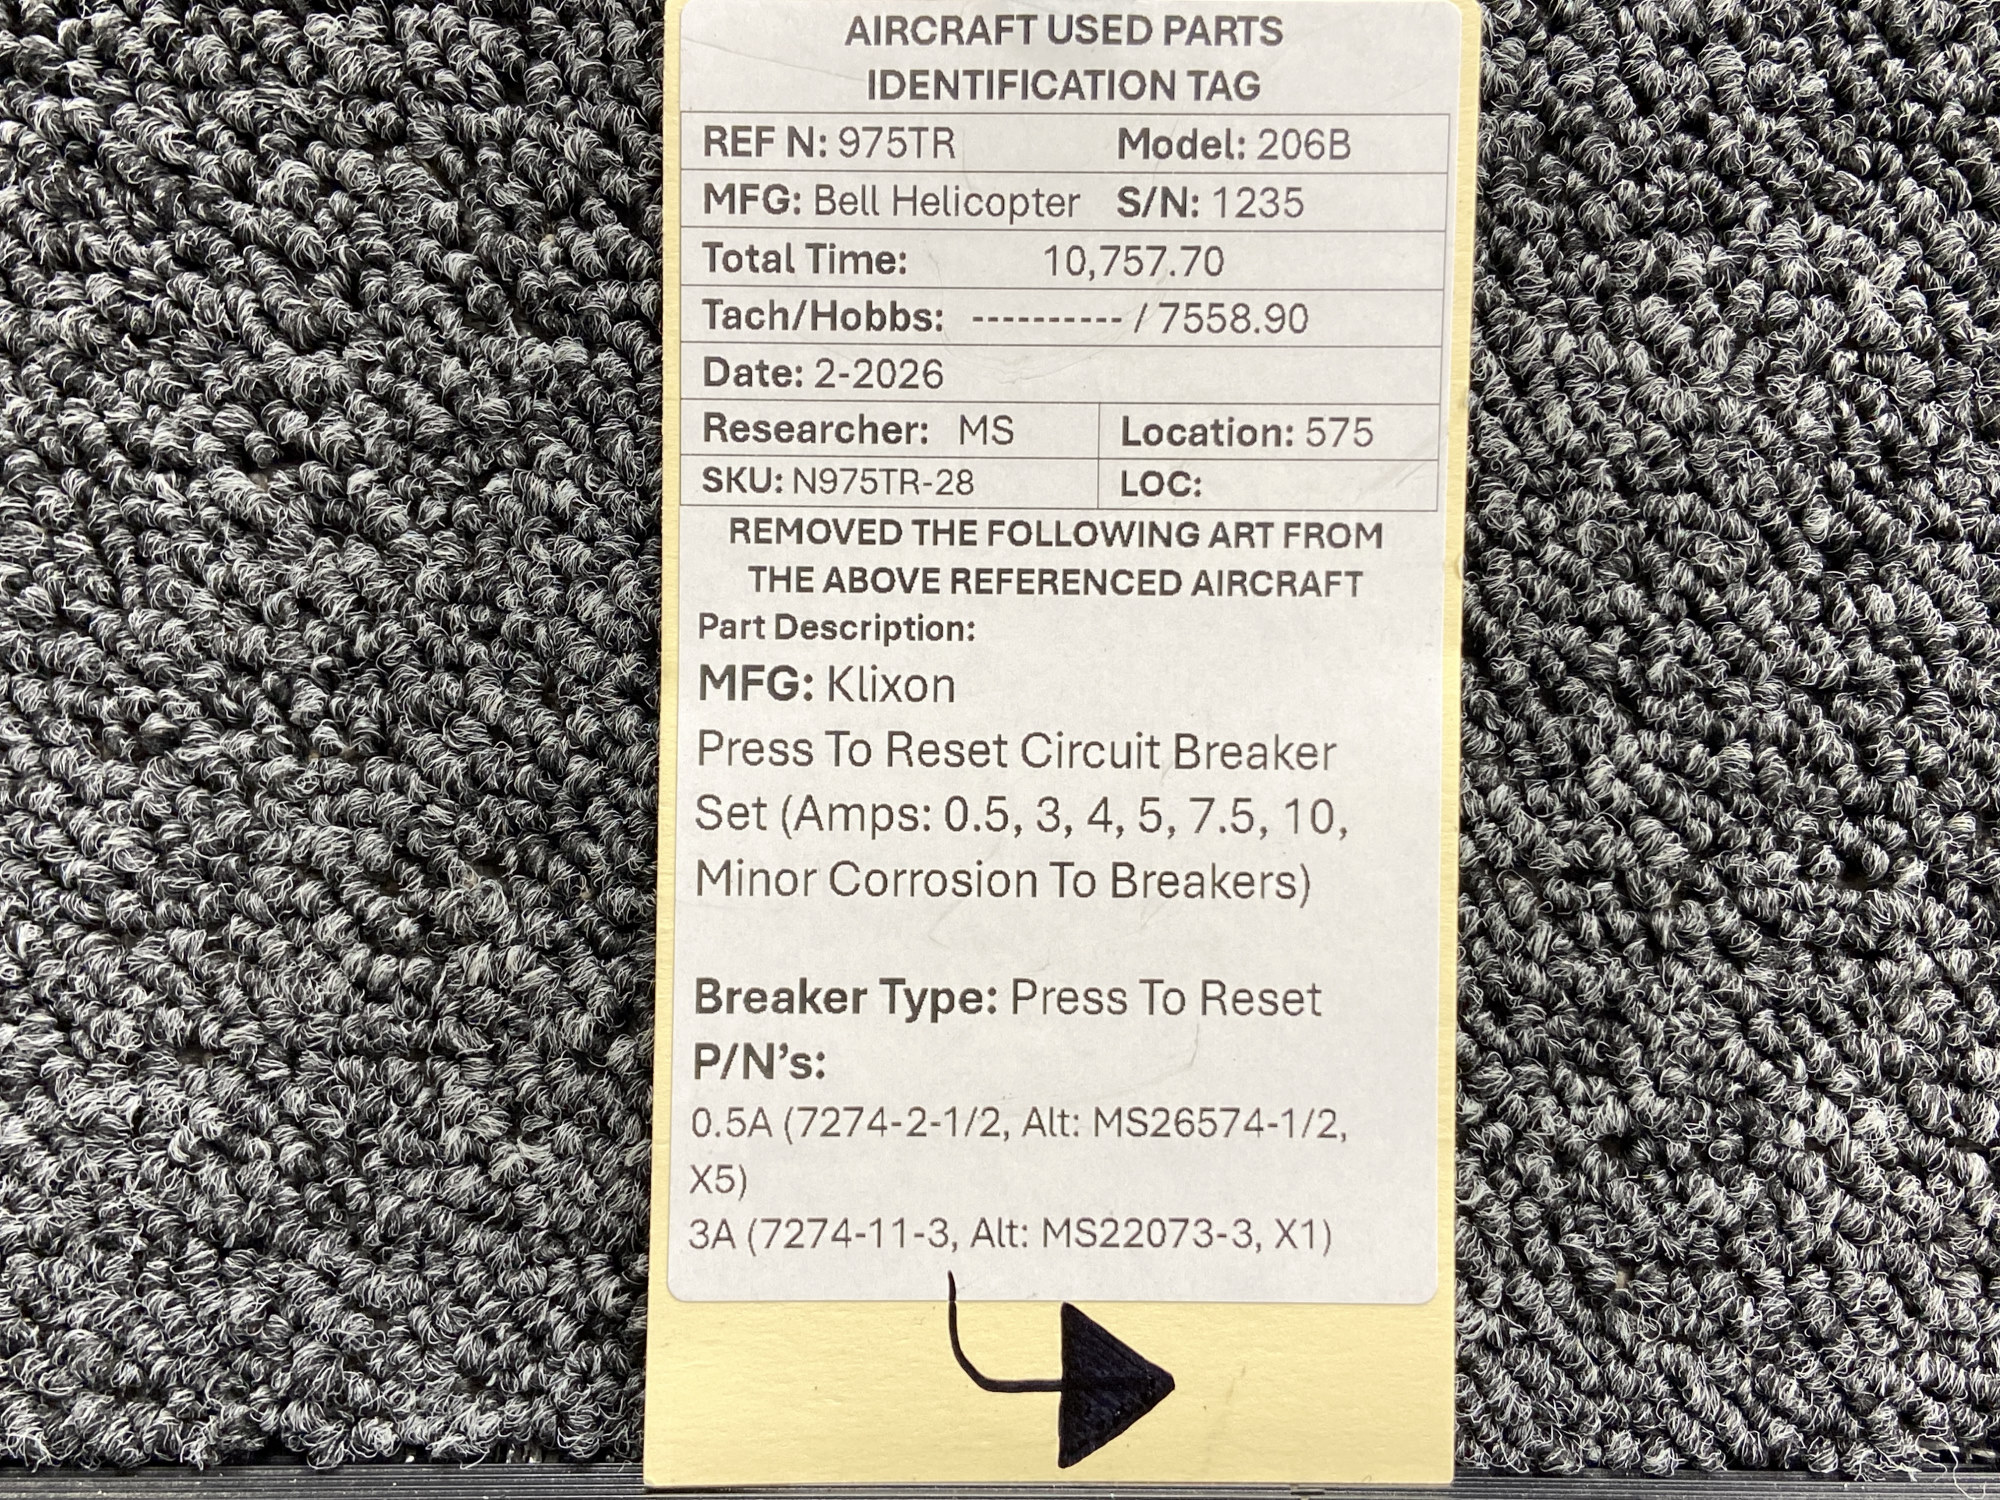 AIRCRAFT USED PARTS
IDENTIFICATION TAG
REF N: 975TR Model: 206B
MFG: Bell Helicopter S/N: 1235
Total Time: 10,757.70
Tach/Hobbs: ---------- / 7558.90
Date: 2-2026
Researcher: MS Location: 575
SKU: N975TR-28 LOC:
REMOVED THE FOLLOWING ART FROM
THE ABOVE REFERENCED AIRCRAFT
Part Description:
MFG: Klixon
Press To Reset Circuit Breaker
Set (Amps: 0.5, 3, 4, 5, 7.5, 10,
Minor Corrosion To Breakers)
Breaker Type: Press To Reset
P/N's:
0.5A (7274-2-1/2, Alt: MS26574-1/2,
X5)
3A (7274-11-3, Alt: MS22073-3, X1)